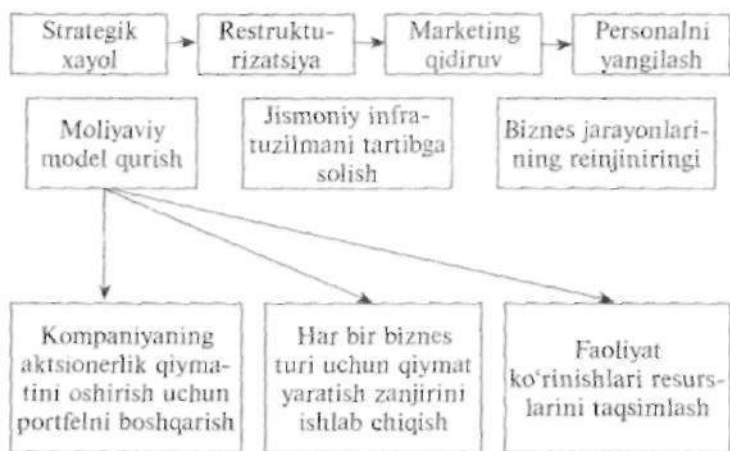 Strategik
xayol
Restruktu-
rizatsiya
Marketing
qidiruv
Personalni
yangilash
Moliyaviy
model qurish
Jismoniy infra-
tuzilmani tartibga
solish
Biznes jarayonlari-
ning reinjiniringi
Kompaniyaning
aktsionerlik qiyma-
tini oshirish uchun
portfelni boshqarish
Har bir biznes
turi uchun qiymat
yaratish zanjirini
ishlab chiqish
Faoliyat
ko‘rinishlari resurs-
larini taqsimlash